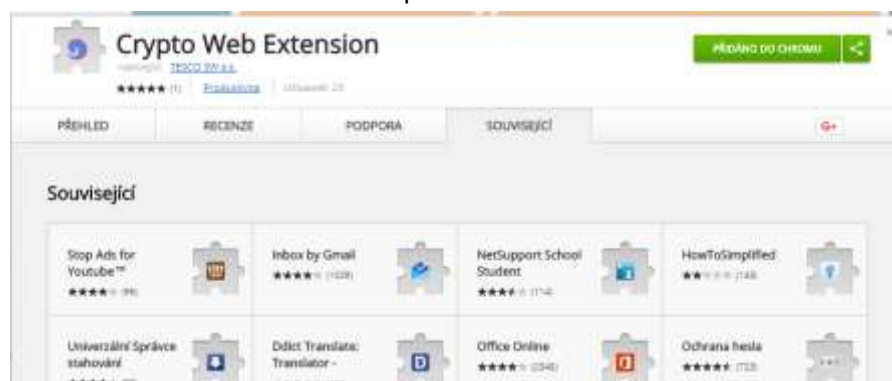 Crypto Web Extension
PŘIDÁNO DO CHROMU
TESCO SW a.s.
★★★★★ (1) Produktivita
PŘEHLED RECENZE PODPORA SOUVISEJÍCÍ G+
Související
Stop Ads for
Youtube™
Inbox by Gmail
NetSupport School
Student
HowToSimplified
Univerzální Správce
stahování
Ddict Translate:
Translator -
Office Online
Ochrana hesla